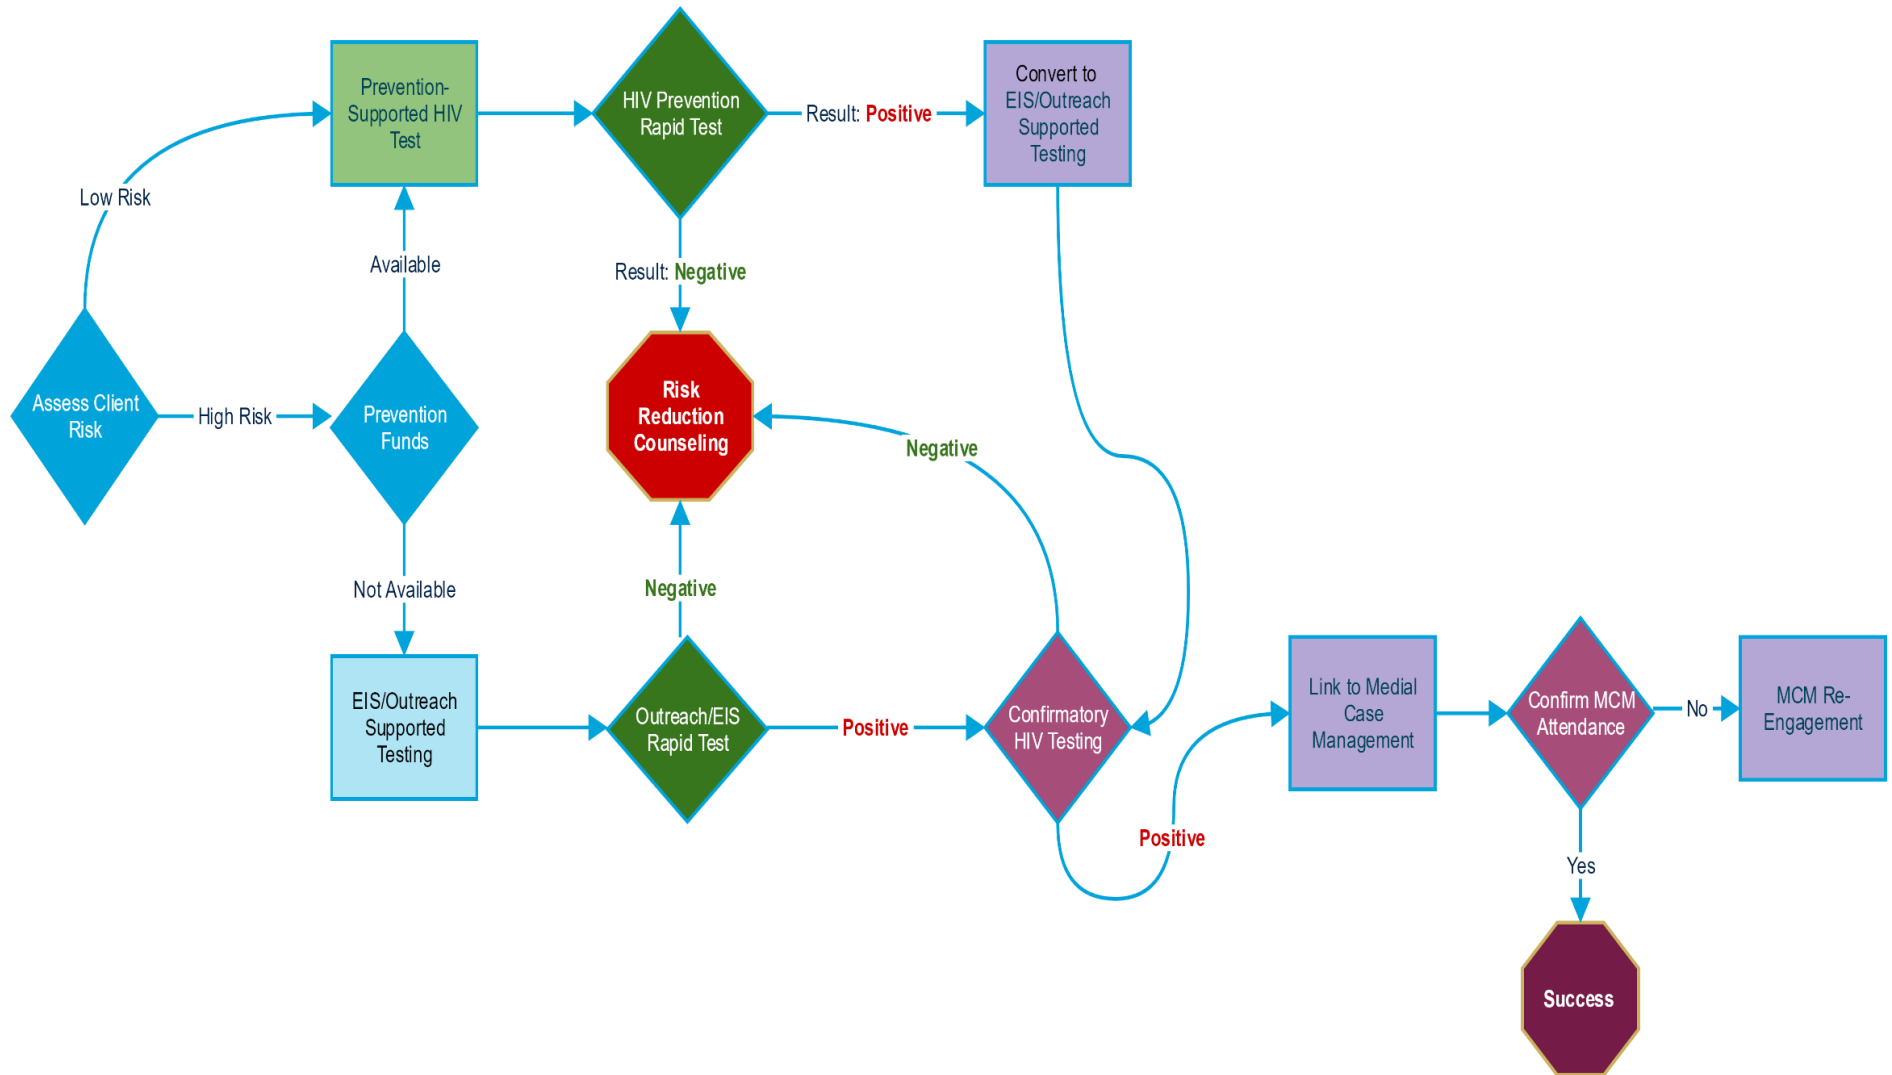 Prevention-
Supported HIV
Test
HIV Prevention
Rapid Test
Result: Positive
Convert to
EIS/Outreach
Supported
Testing
Low Risk
Available
Result: Negative
Assess Client
Risk
High Risk
Prevention
Funds
Risk
Reduction
Counseling
Negative
Not Available
Negative
EIS/Outreach
Supported
Testing
Outreach/EIS
Rapid Test
Positive
Confirmatory
HIV Testing
Positive
Link to Medial
Case
Management
Confirm MCM
Attendance
No
MCM Re-
Engagement
Yes
Success